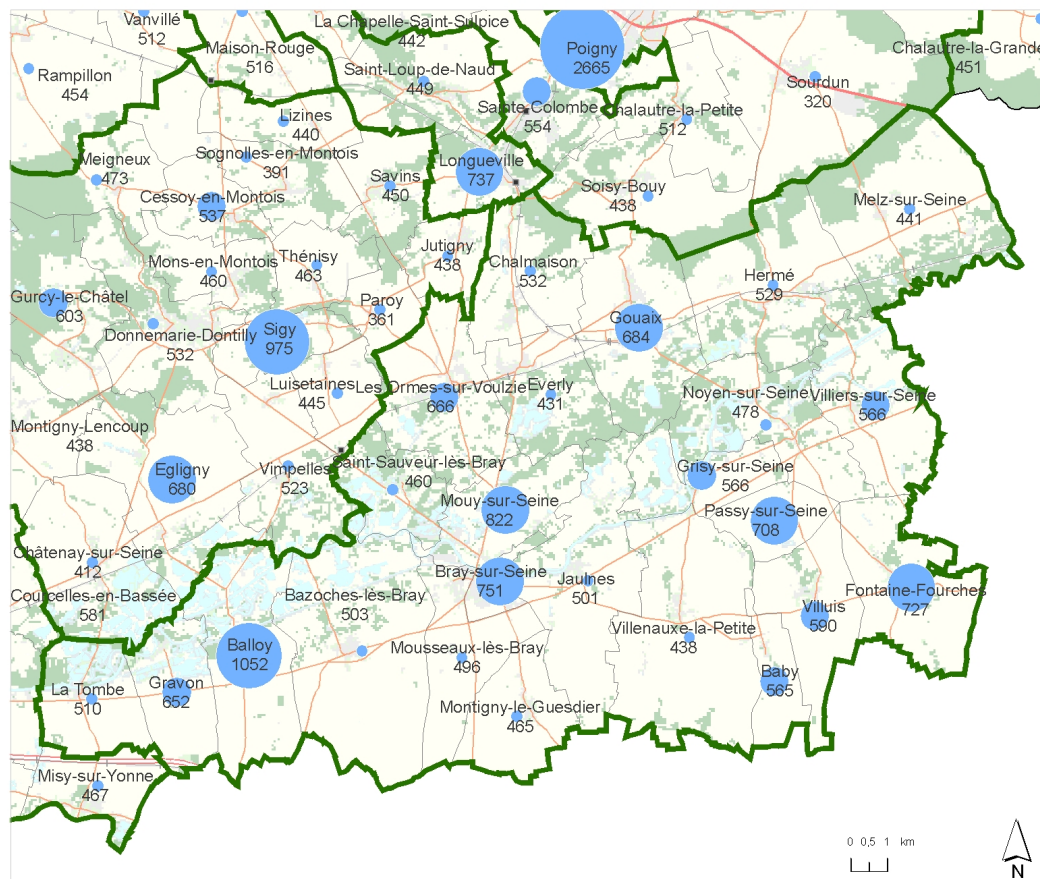 Vanvillé
512
La Chapelle-Saint-Sulpice
442
Maison-Rouge
516
Poigny
2665
Chalautre-la-Grande
451
Rampillon
454
Saint-Loup-de-Naud
449
Sourdun
320
Sainte-Colombe
554
Chalautre-la-Petite
512
Lizines
440
Sognolles-en-Montois
391
Meigneux
473
Longueville
737
Savins
450
Cessoy-en-Montois
537
Soisy-Bouy
438
Melz-sur-Seine
441
Jutigny
438
Thénisy
463
Mons-en-Montois
460
Chalmaison
532
Hermé
529
Gurcy-le-Châtel
603
Paroy
361
Gouaix
684
Sigy
975
Donnemarie-Dontilly
532
Luisetaines
445
Les Ormes-sur-Voulzie
666
Everly
431
Noyen-sur-Seine
478
Villiers-sur-Seine
566
Montigny-Lencoup
438
Egligny
680
Vimpelles
523
Saint-Sauveur-lès-Bray
460
Grisy-sur-Seine
566
Mouy-sur-Seine
822
Passy-sur-Seine
708
Châtenay-sur-Seine
412
Bray-sur-Seine
751
Jaulnes
501
Courcelles-en-Bassée
581
Bazoches-lès-Bray
503
Fontaine-Fourches
727
Villuis
590
Villenauxe-la-Petite
438
Balloy
1052
Mousseaux-lès-Bray
496
Baby
565
La Tombe
510
Gravon
652
Montigny-le-Guesdier
465
Misy-sur-Yonne
467
0 0,5 1 km
N